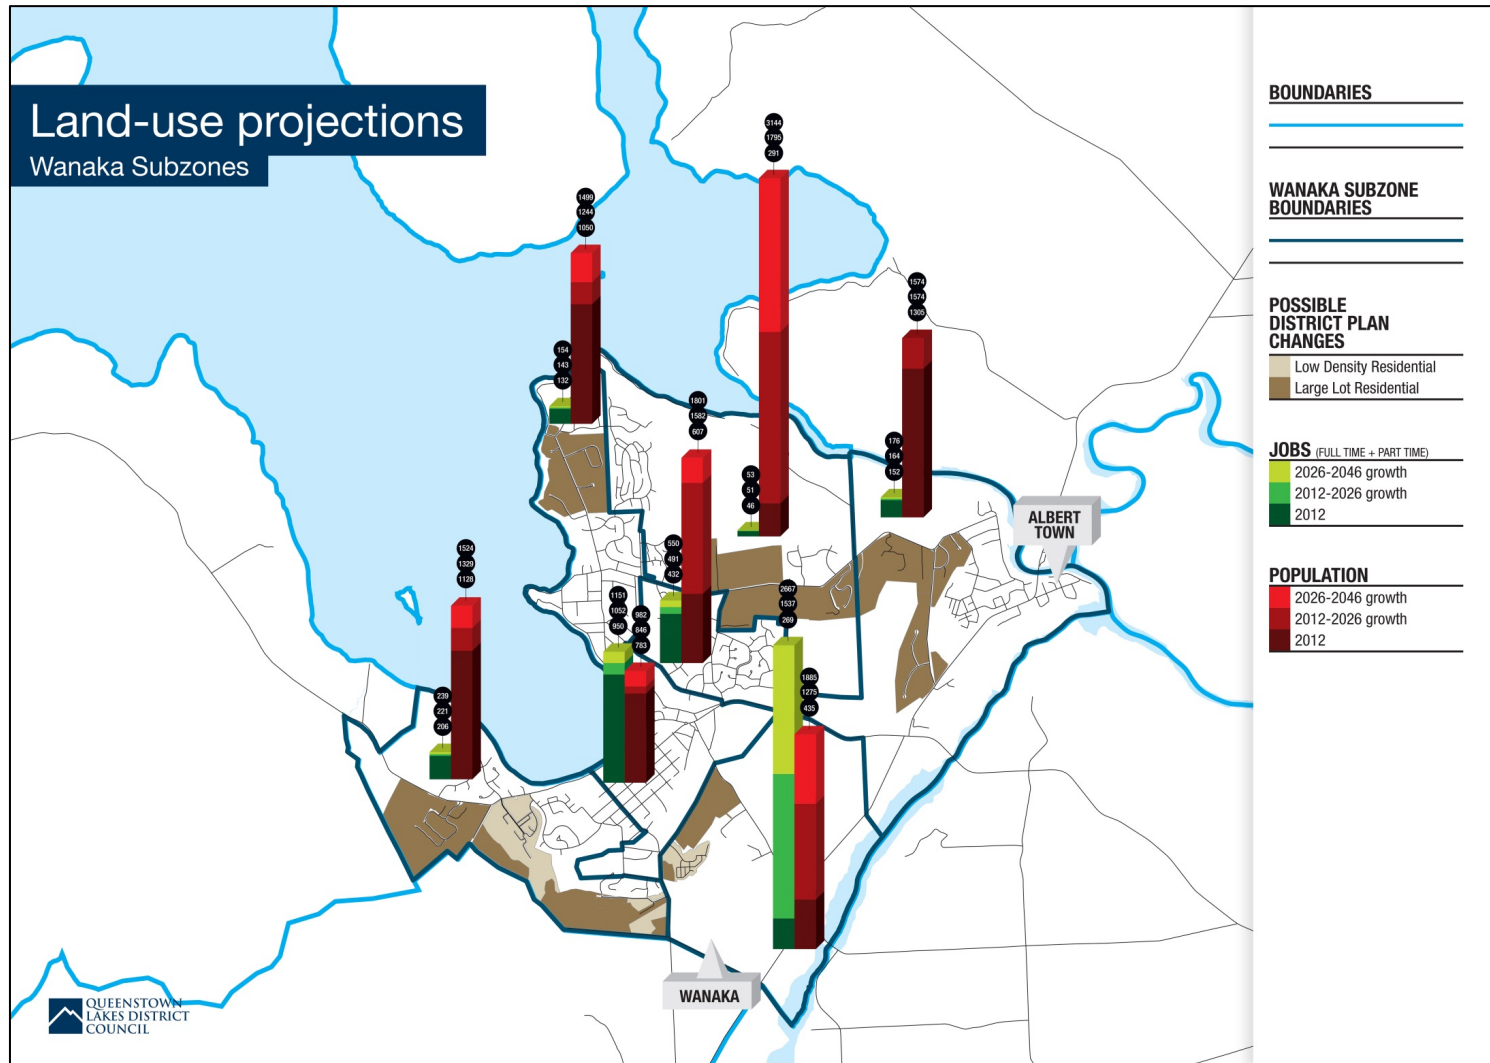 Land-use projections
Wanaka Subzones
3144
1795
291
1499
1244
1050
1574
1574
1305
154
143
132
1801
1582
607
176
164
152
53
51
46
ALBERT
TOWN
550
491
432
1524
1329
1128
1151
1052
950
982
846
783
2667
1537
269
1885
1275
435
239
221
206
WANAKA
QUEENSTOWN
LAKES DISTRICT
COUNCIL
BOUNDARIES
WANAKA SUBZONE
BOUNDARIES
POSSIBLE
DISTRICT PLAN
CHANGES
Low Density Residential
Large Lot Residential
JOBS (FULL TIME + PART TIME)
2026-2046 growth
2012-2026 growth
2012
POPULATION
2026-2046 growth
2012-2026 growth
2012